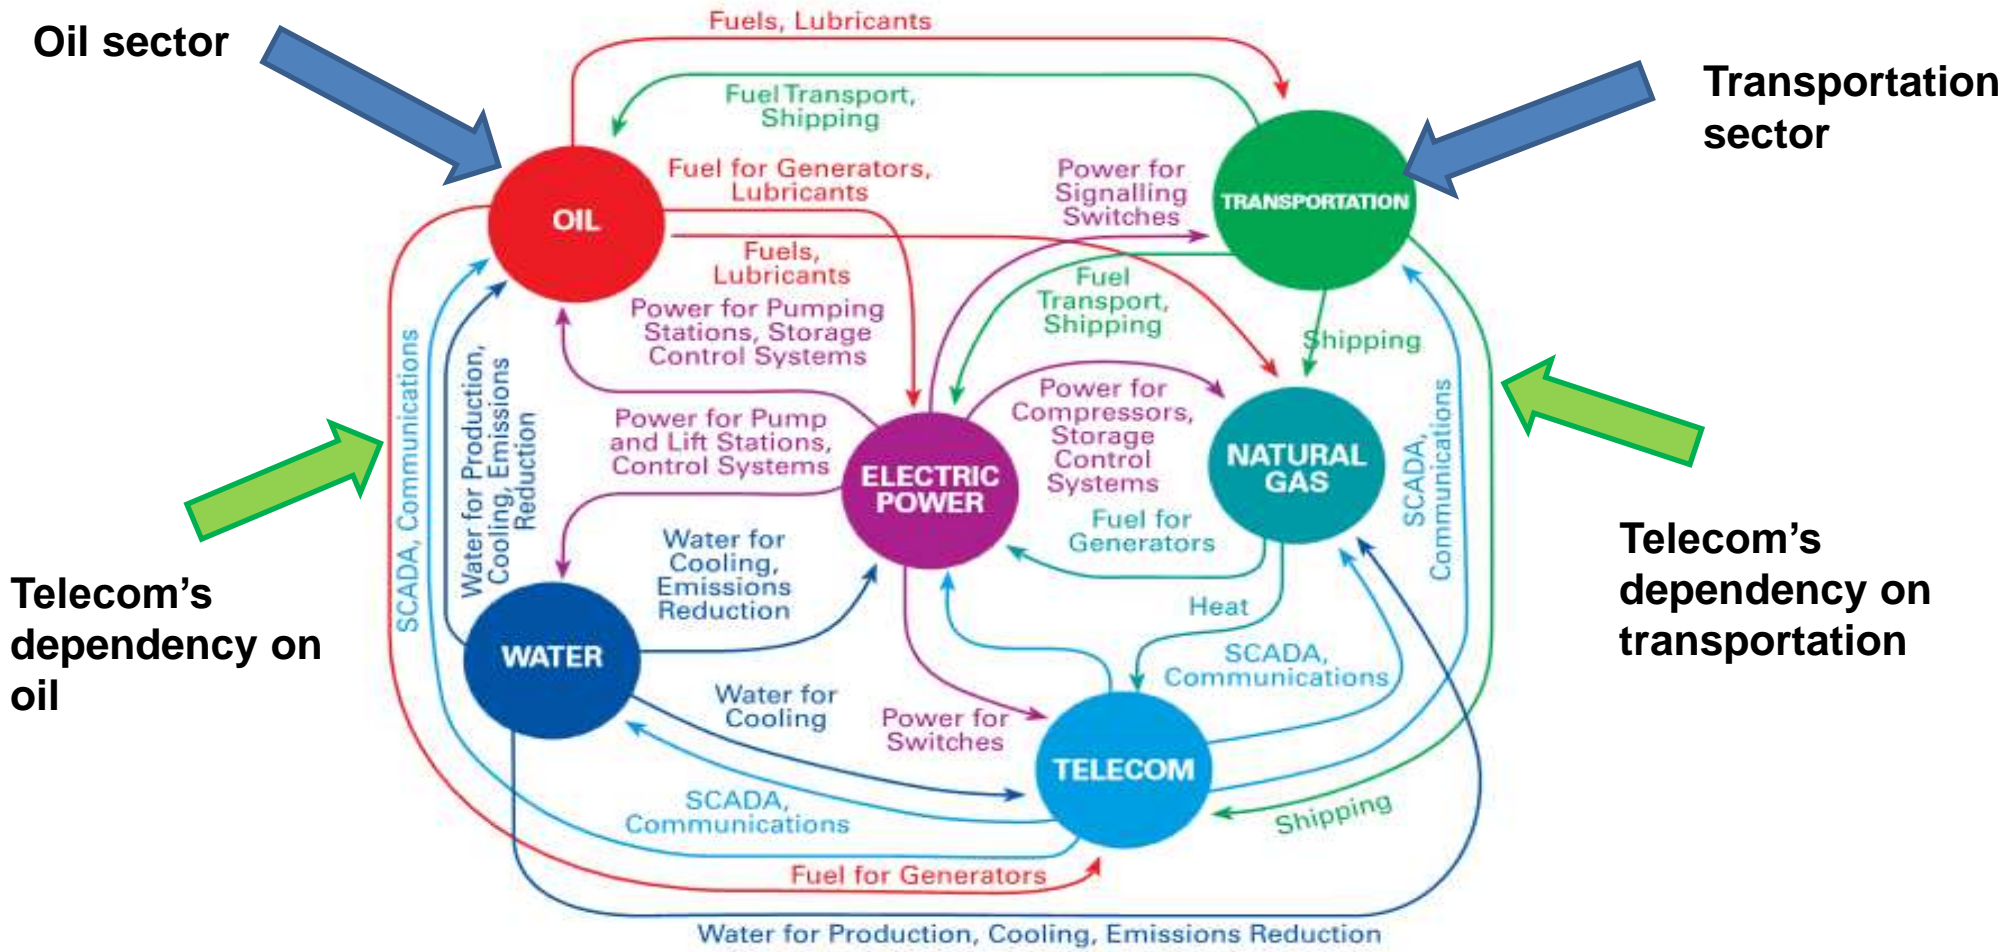 Fuels, Lubricants
Oil sector
Transportation
sector
Fuel Transport,
Shipping
Fuel for Generators,
Lubricants
Power for
Signalling
Switches
OIL
TRANSPORTATION
Fuels,
Lubricants
Fuel
Transport,
Shipping
Power for Pumping
Stations, Storage
Control Systems
Shipping
SCADA, Communications
Water for Production,
Cooling, Emissions
Reduction
Power for Pump
and Lift Stations,
Control Systems
Power for
Compressors,
Storage
Control
Systems
ELECTRIC
POWER
NATURAL
GAS
SCADA,
Communications
Fuel for
Generators
Water for
Cooling,
Emissions
Reduction
Telecom’s
dependency on
oil
Telecom’s
dependency on
transportation
Heat
WATER
SCADA,
Communications
Water for
Cooling
Power for
Switches
TELECOM
SCADA,
Communications
Shipping
Fuel for Generators
Water for Production, Cooling, Emissions Reduction